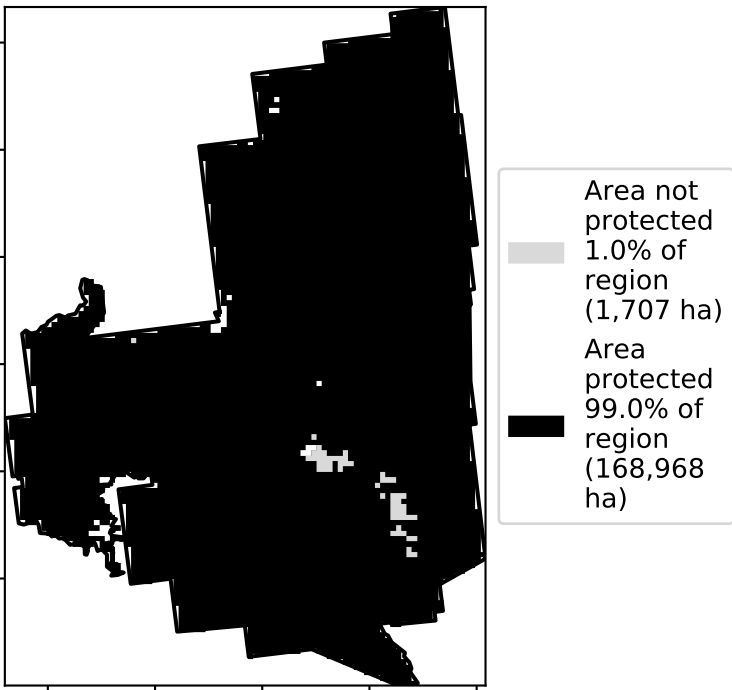 Area not
protected
1.0% of
region
(1,707 ha)
Area
protected
99.0% of
region
(168,968
ha)